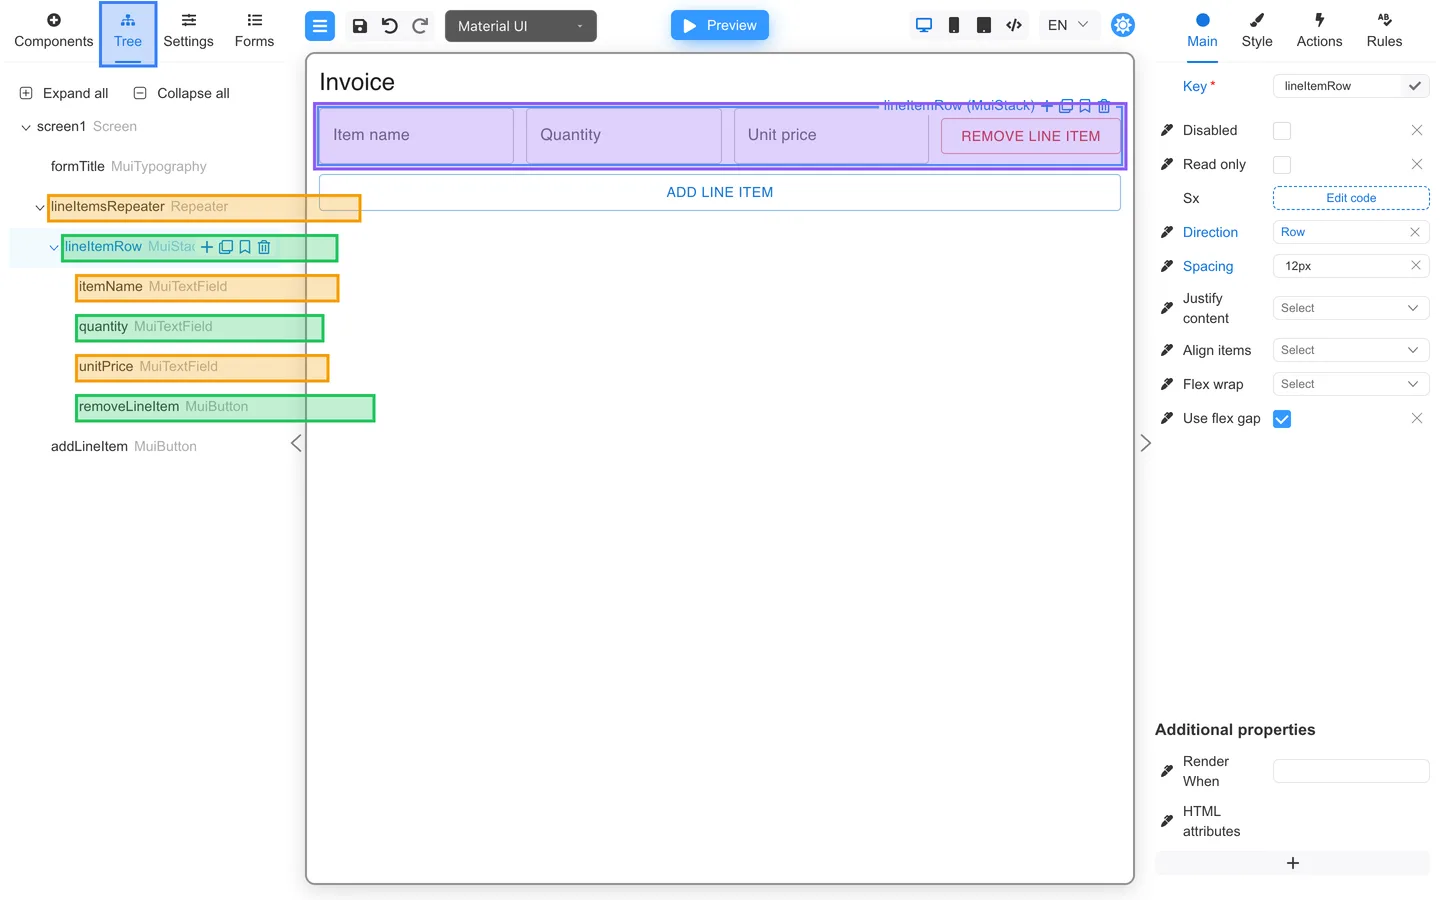 Components
Tree
Settings
Forms
Material UI
Preview
EN
Main
Style
Actions
Rules
Expand all
Collapse all
screen1 Screen
formTitle MuiTypography
lineItemsRepeater Repeater
lineItemRow MuiStac
itemName MuiTextField
quantity MuiTextField
unitPrice MuiTextField
removeLineItem MuiButton
addLineItem MuiButton
Invoice
lineItemRow (MuiStack)
Item name
Quantity
Unit price
REMOVE LINE ITEM
ADD LINE ITEM
Key * lineItemRow
Disabled
Read only
Sx Edit code
Direction Row
Spacing 12px
Justify
content
Select
Align items Select
Flex wrap Select
Use flex gap
Additional properties
Render
When
HTML
attributes